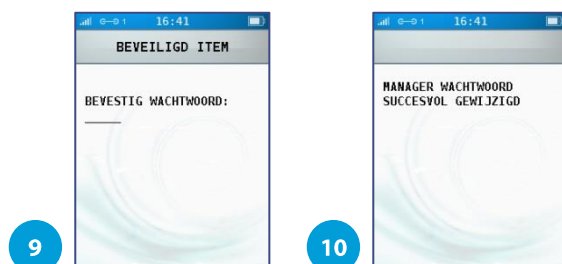 16:41
BEVEILIGD ITEM
BEVESTIG WACHTWOORD:
9
16:41
MANAGER WACHTWOORD
SUCCESVOL GEWIJZIGD
10